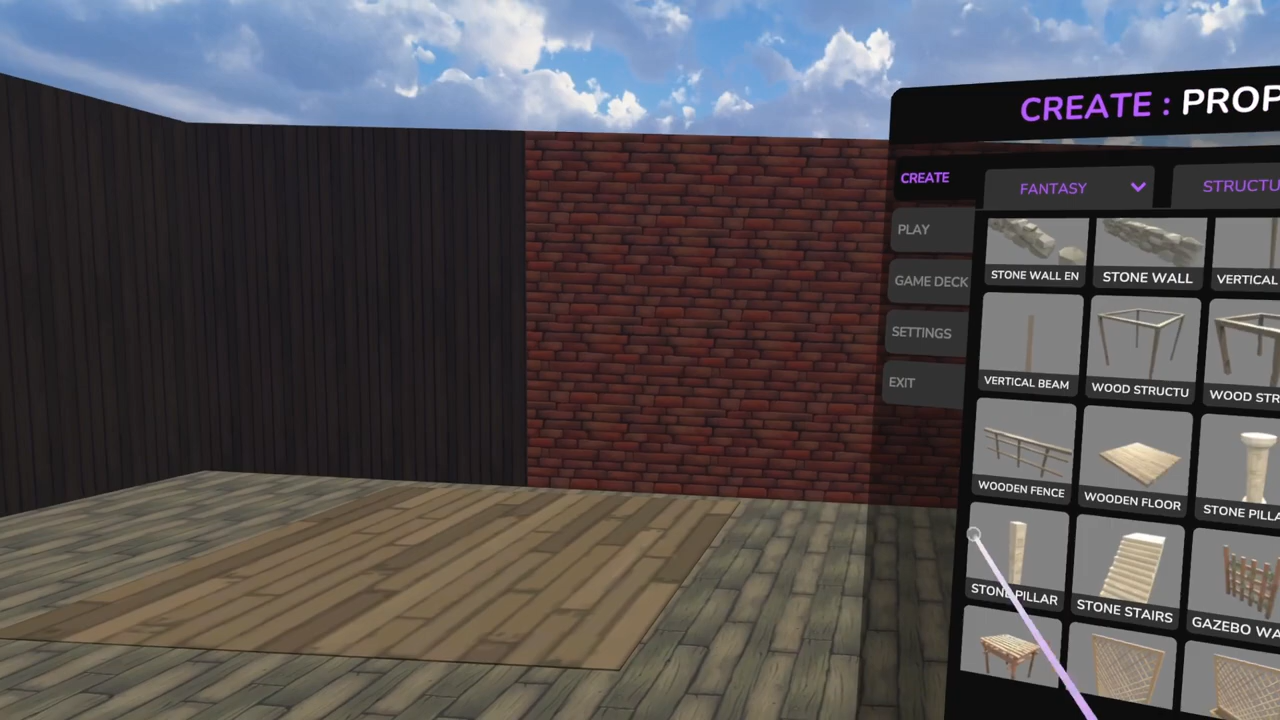 CREATE : PROP
CREATE
FANTASY
STRUCTU
PLAY
GAME DECK
SETTINGS
EXIT
STONE WALL EN
STONE WALL
VERTICAL
VERTICAL BEAM
WOOD STRUCTU
WOOD STR
WOODEN FENCE
WOODEN FLOOR
STONE PILLA
STONE PILLAR
STONE STAIRS
GAZEBO WA